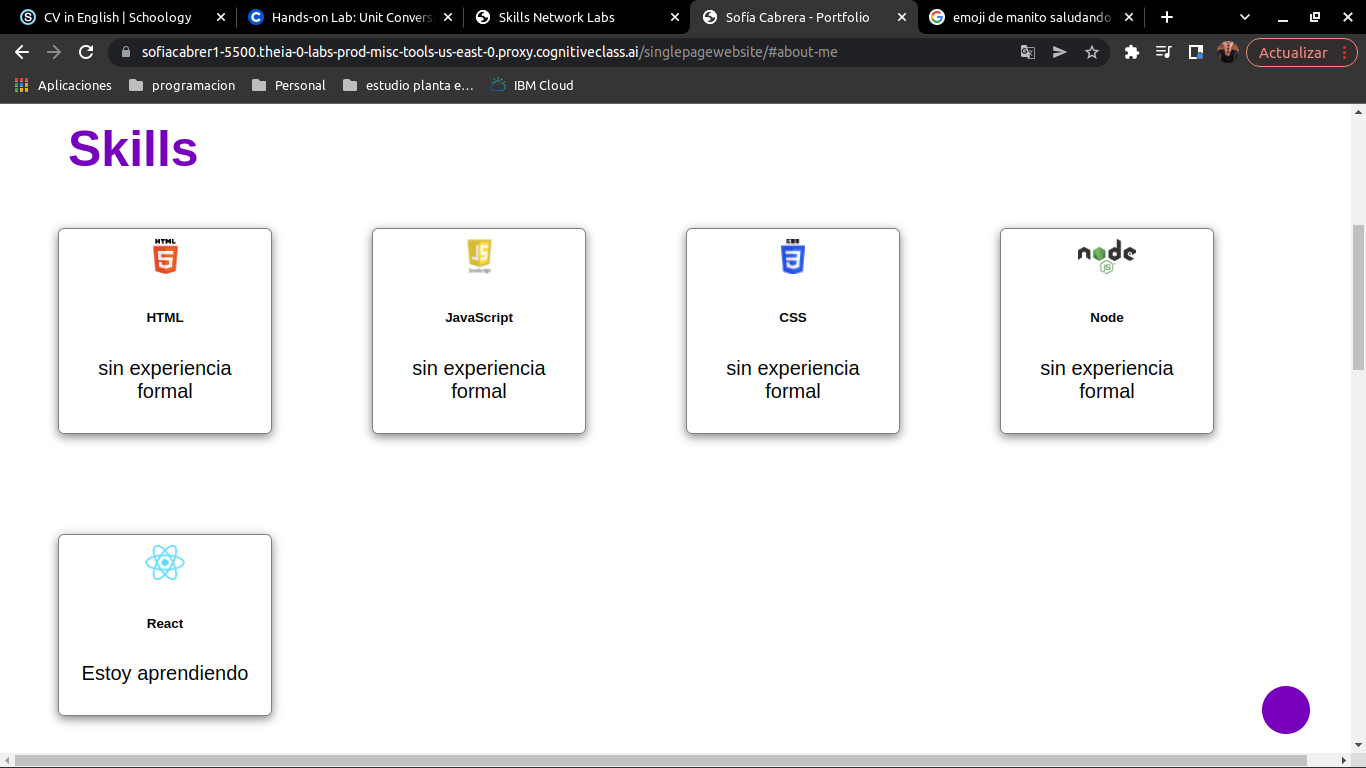 CV in English | Schoology
Hands-on Lab: Unit Convers
Skills Network Labs
Sofía Cabrera - Portfolio
emoji de manito saludando
sofiacabrer1-5500.theia-0-labs-prod-misc-tools-us-east-0.proxy.cognitiveclass.ai/singlepagewebsite/#about-me
Actualizar
Aplicaciones
programacion
Personal
estudio planta e…
IBM Cloud
Skills
HTML
5
HTML
sin experiencia
formal
JS
JavaScript
JavaScript
sin experiencia
formal
CSS
3
CSS
sin experiencia
formal
node
JS
Node
sin experiencia
formal
React
Estoy aprendiendo